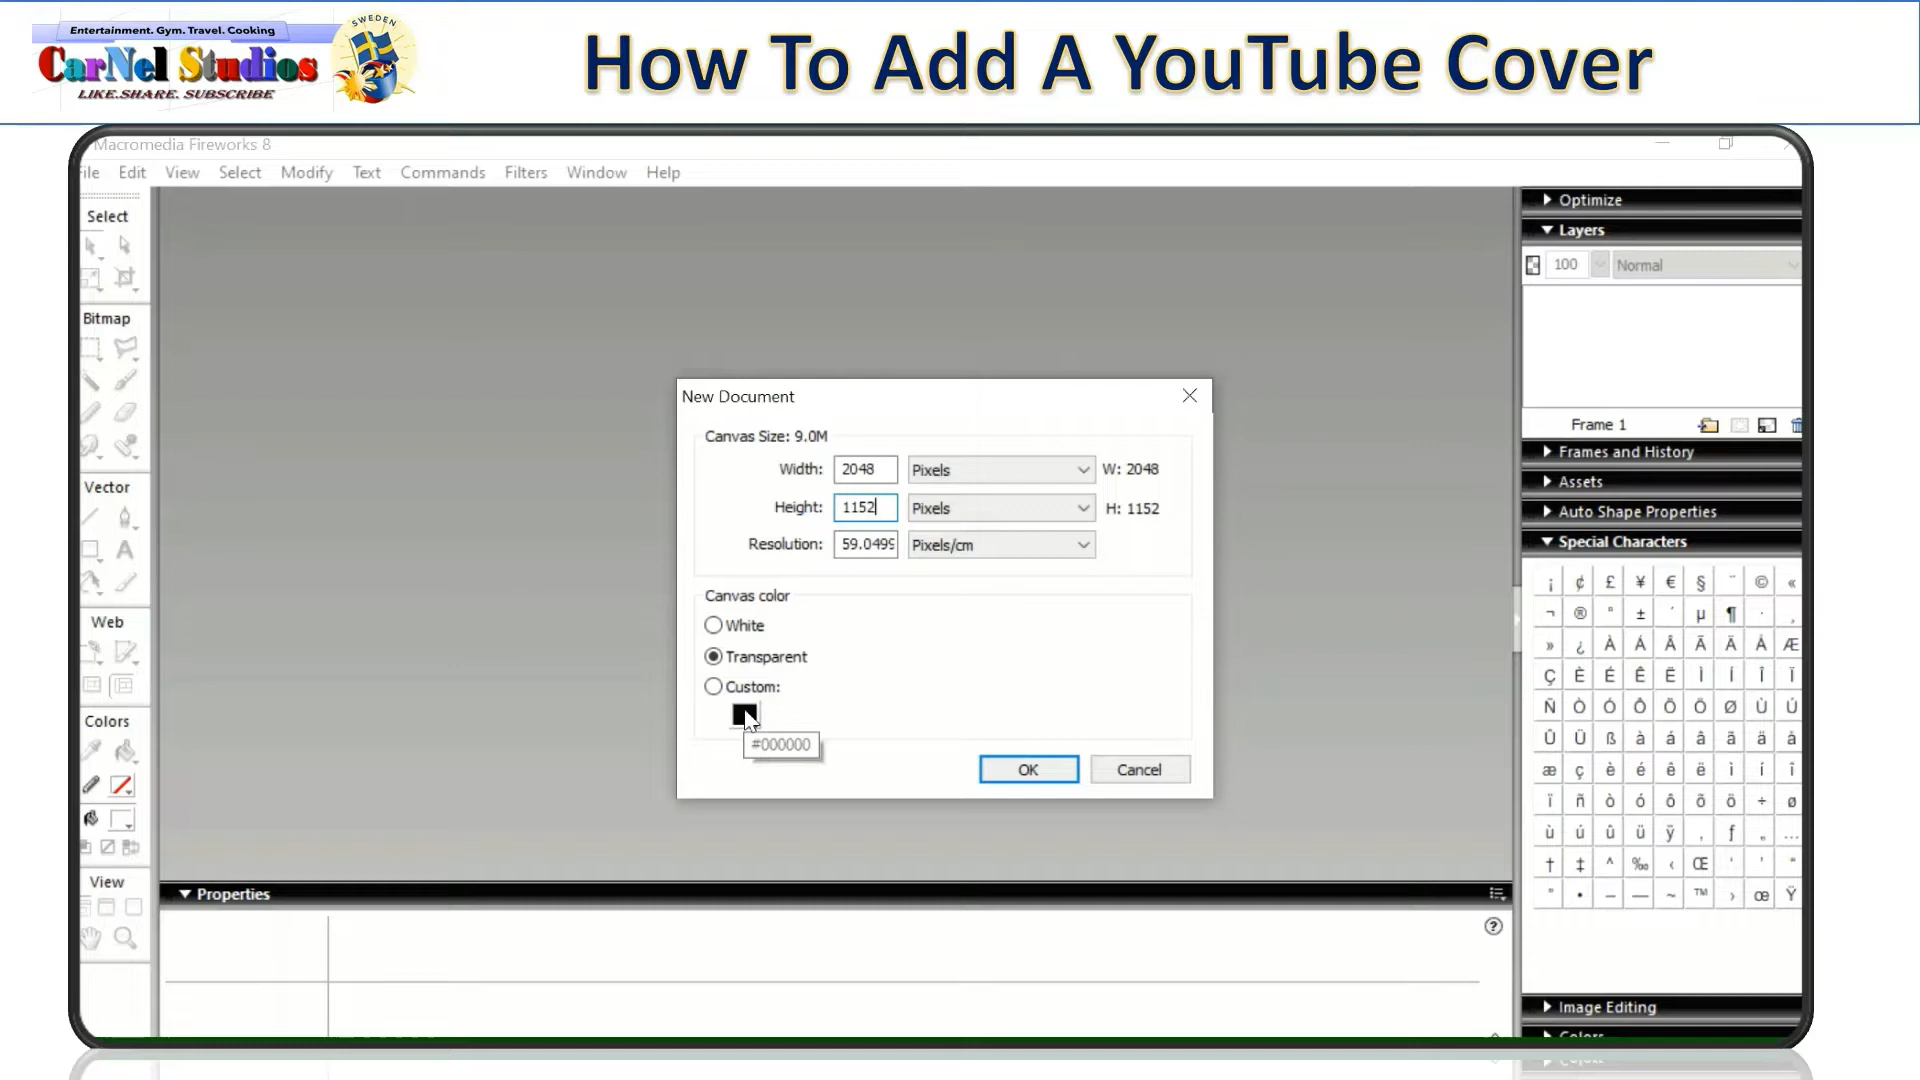 Entertainment. Gym. Travel. Cooking
CarNel Studios
LIKE.SHARE. SUBSCRIBE
SWEDEN
How To Add A YouTube Cover
Macromedia Fireworks 8
ile Edit View Select Modify Text Commands Filters Window Help
Select
Bitmap
Vector
Web
Colors
View
New Document
Canvas Size: 9.0M
Width: 2048 Pixels W: 2048
Height: 1152 Pixels H: 1152
Resolution: 59.0499 Pixels/cm
Canvas color
White
Transparent
Custom:
#000000
OK Cancel
Properties
Optimize
Layers
100 Normal
Frame 1
Frames and History
Assets
Auto Shape Properties
Special Characters
¡ ¢ £ ¥ € § ¨ © «
¬ ® ° ± ´ µ ¶ · ¸
» ¿ À Á Â Ã Ä Å Æ
Ç È É Ê Ë Ì Í Î Ï
Ñ Ò Ó Ô Õ Ö Ø Ù Ú
Û Ü ß à á â ã ä å
æ ç è é ê ë ì í î
ï ñ ò ó ô õ ö ÷ ø
ù ú û ü ÿ ‚ ƒ „ …
† ‡ ^ ‰ ‹ Œ ‘ ’ “
” • – — ~ ™ › œ Ÿ
Image Editing
Colors